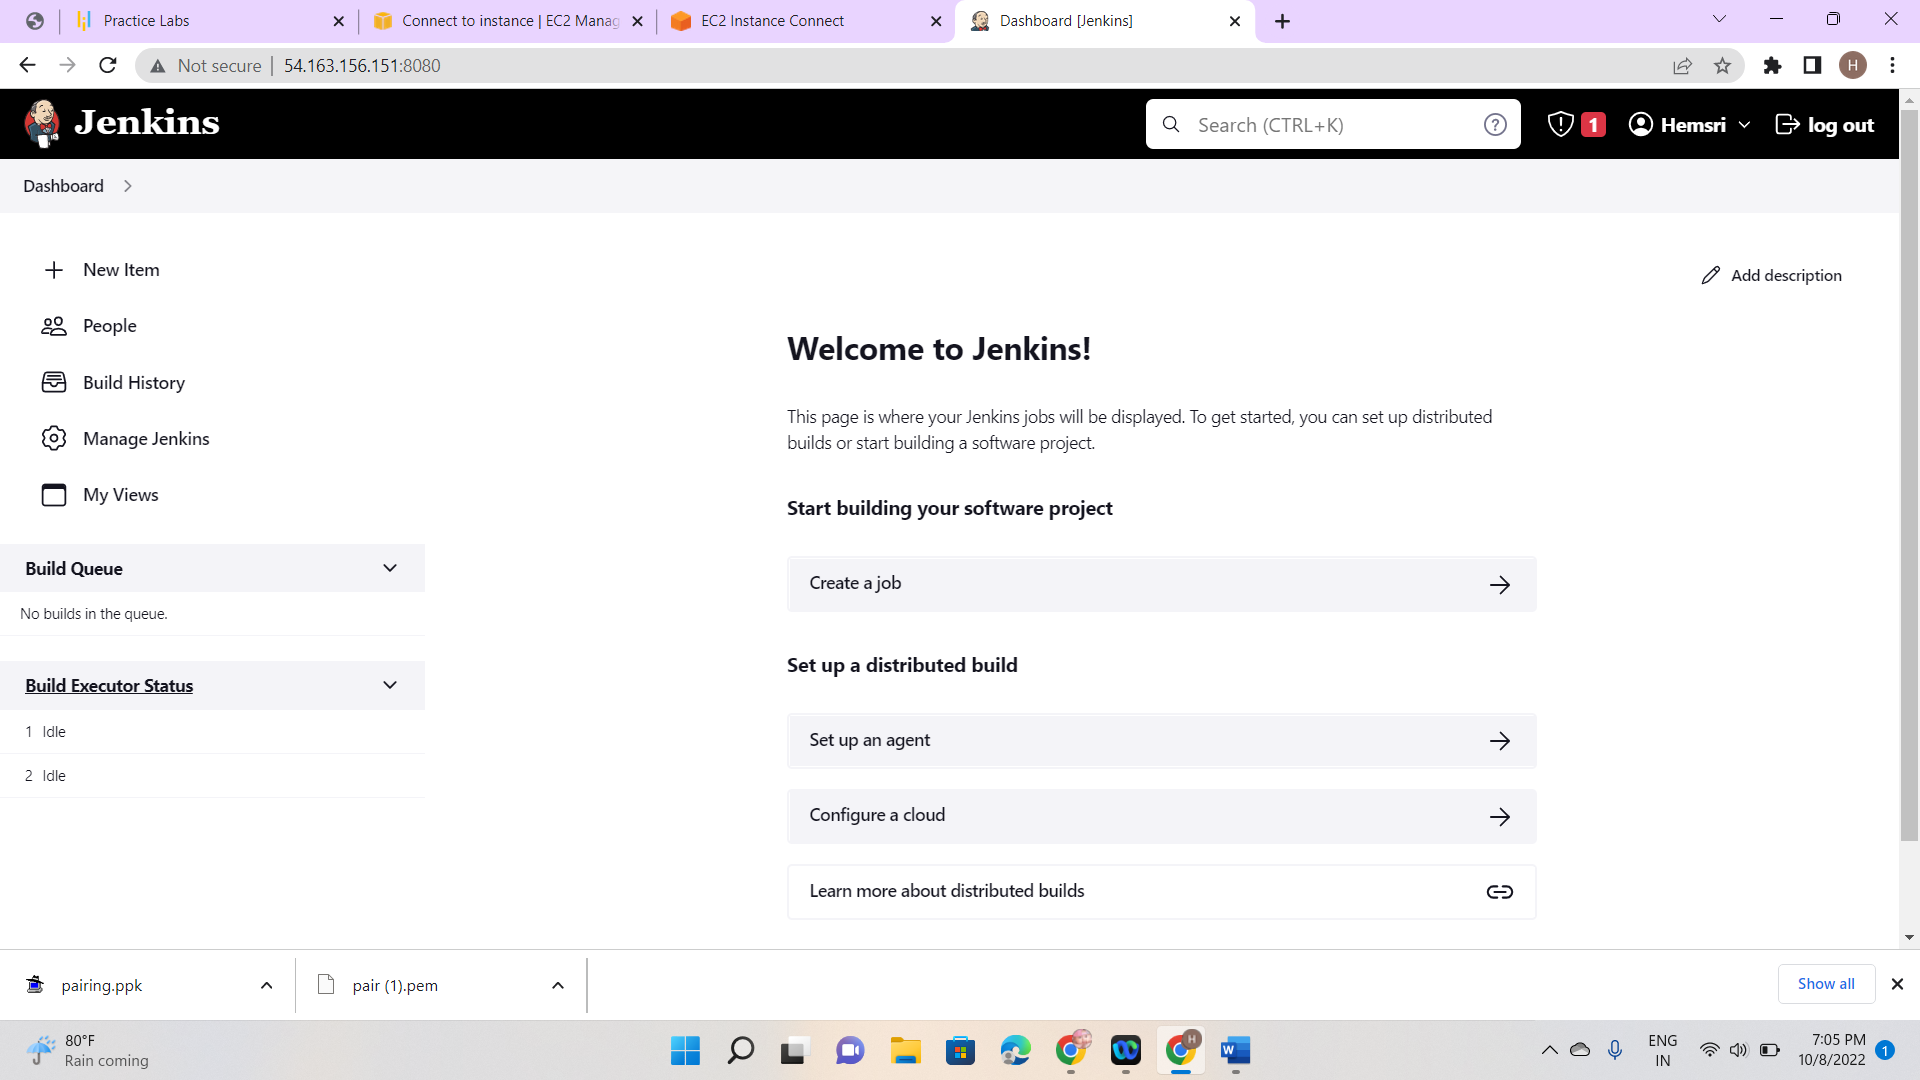 Practice Labs
Connect to instance | EC2 Manag
EC2 Instance Connect
Dashboard [Jenkins]
Not secure
54.163.156.151:8080
H
Jenkins
Search (CTRL+K)
?
1
Hemsri
log out
Dashboard
New Item
People
Build History
Manage Jenkins
My Views
Build Queue
No builds in the queue.
Build Executor Status
1 Idle
2 Idle
Add description
Welcome to Jenkins!
This page is where your Jenkins jobs will be displayed. To get started, you can set up distributed
builds or start building a software project.
Start building your software project
Create a job
Set up a distributed build
Set up an agent
Configure a cloud
Learn more about distributed builds
pairing.ppk
pair (1).pem
Show all
80°F
Rain coming
H
W
ENG
IN
7:05 PM
10/8/2022
1